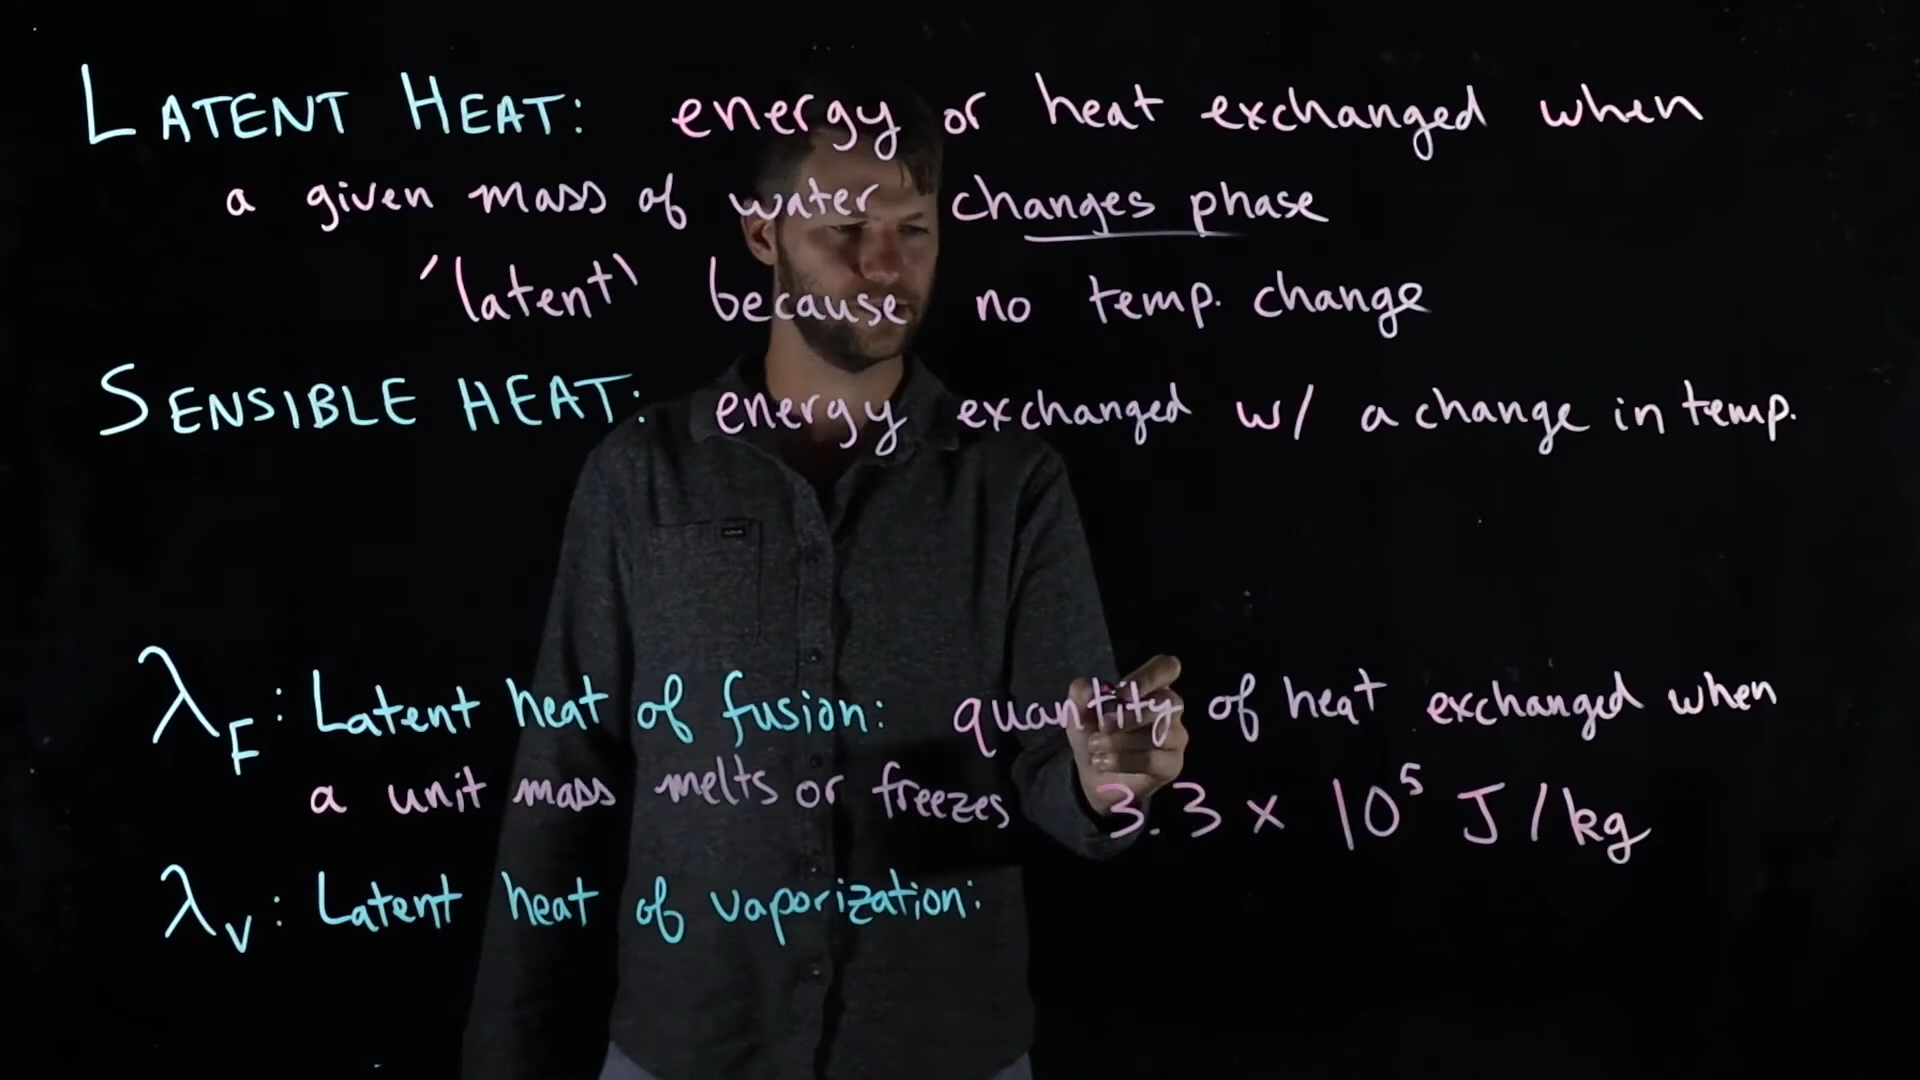 LATENT HEAT: energy or heat exchanged when
a given mass of water changes phase
'latent' because no temp. change
SENSIBLE HEAT: energy exchanged w/ a change in temp.
λF: Latent heat of fusion: quantity of heat exchanged when
a unit mass melts or freezes 3.3 x 10⁵ J/kg
λV: Latent heat of vaporization: